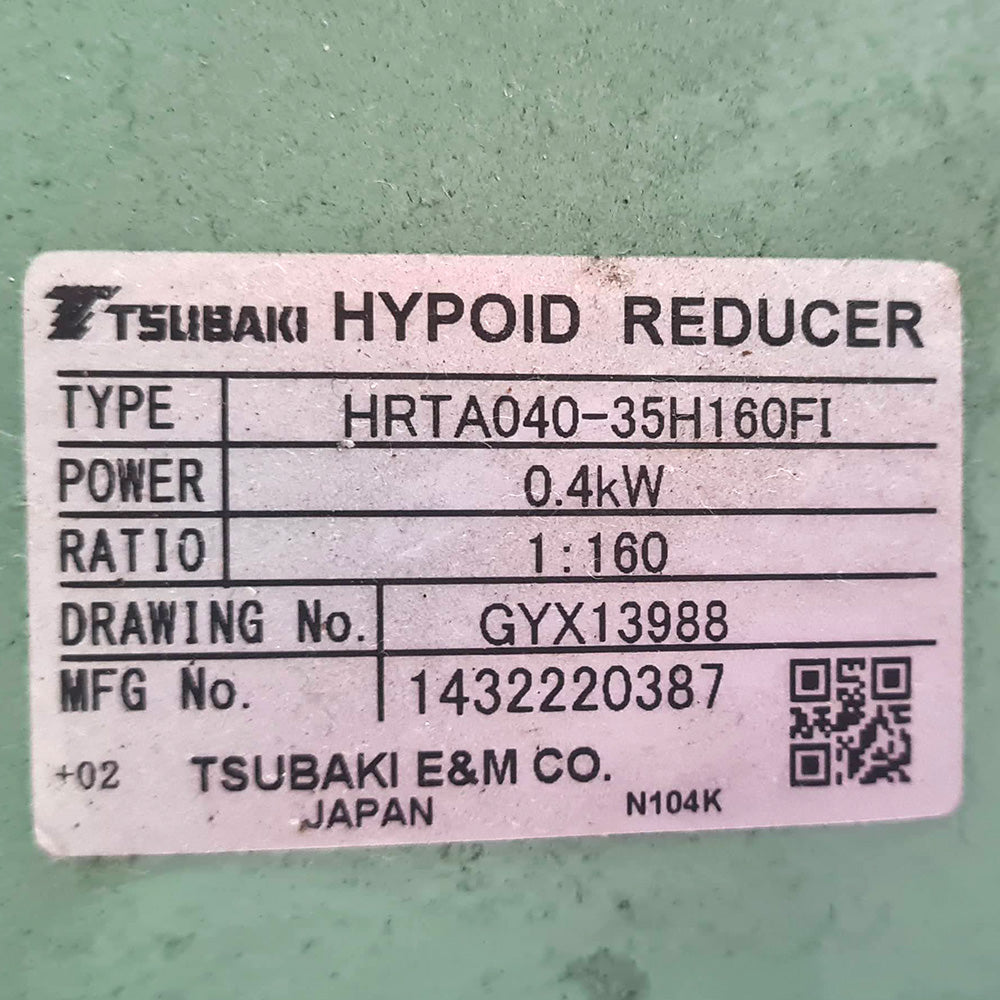 TSUBAKI HYPOID REDUCER
TYPE HRTA040-35H160FI
POWER 0.4kW
RATIO 1:160
DRAWING No. GYX13988
MFG No. 1432220387
+02 TSUBAKI E&M CO.
JAPAN N104K